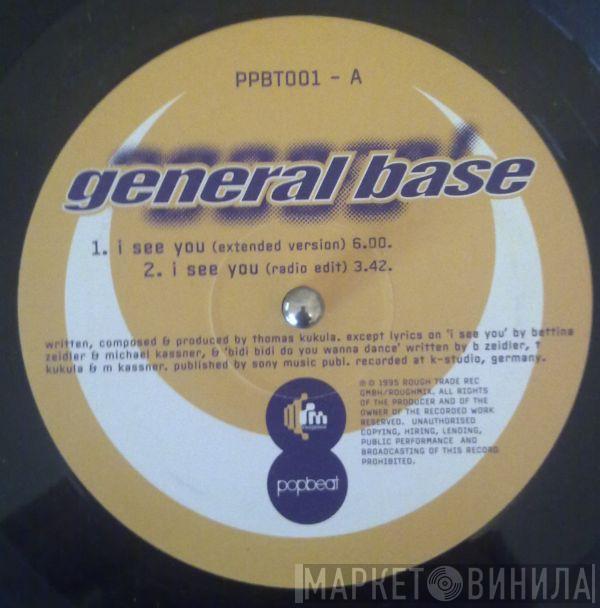 PPBT001 - A
general base
1. i see you (extended version) 6.00.
2. i see you (radio edit) 3.42.
written, composed & produced by thomas kukula. except lyrics on 'i see you' by bettina
zeidler & michael kassner, & 'bidi bidi do you wanna dance' written by b zeidler, t
kukula & m kassner. published by sony music publ. recorded at k-studio, germany.
℗ © 1995 ROUGH TRADE REC
GMBH/ROUGHMIX. ALL RIGHTS
OF THE PRODUCER AND OF THE
OWNER OF THE RECORDED WORK
RESERVED. UNAUTHORISED
COPYING, HIRING, LENDING,
PUBLIC PERFORMANCE AND
BROADCASTING OF THIS RECORD
PROHIBITED.
rm
popbeat
МАРКЕТ ВИНИЛА